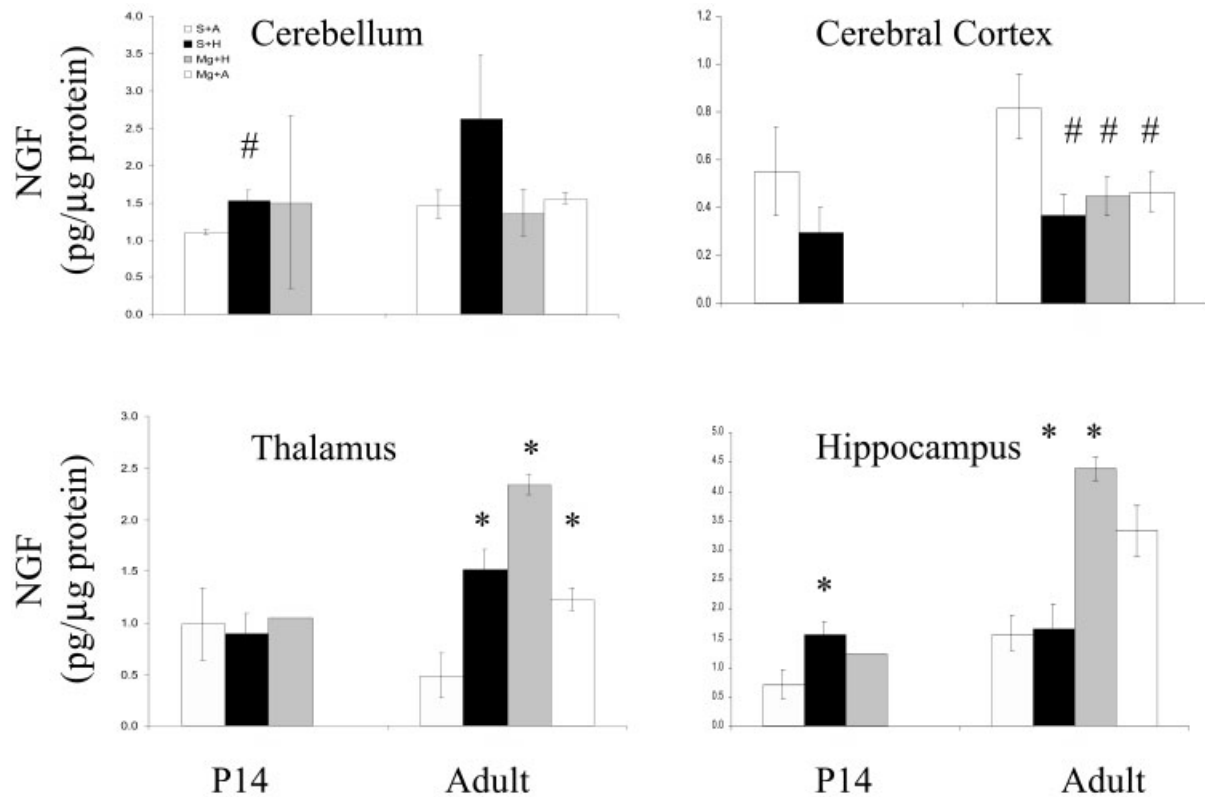 Cerebellum
S+A
S+H
Mg+H
Mg+A
NGF
(pg/µg protein)
4.0
3.5
3.0
2.5
2.0
1.5
1.0
0.5
0.0
#
Cerebral Cortex
1.2
1.0
0.8
0.6
0.4
0.2
0.0
# # #
Thalamus
NGF
(pg/µg protein)
3.0
2.5
2.0
1.5
1.0
0.5
0.0
*
* *
P14 Adult
Hippocampus
5.0
4.5
4.0
3.5
3.0
2.5
2.0
1.5
1.0
0.5
0.0
* *
*
P14 Adult